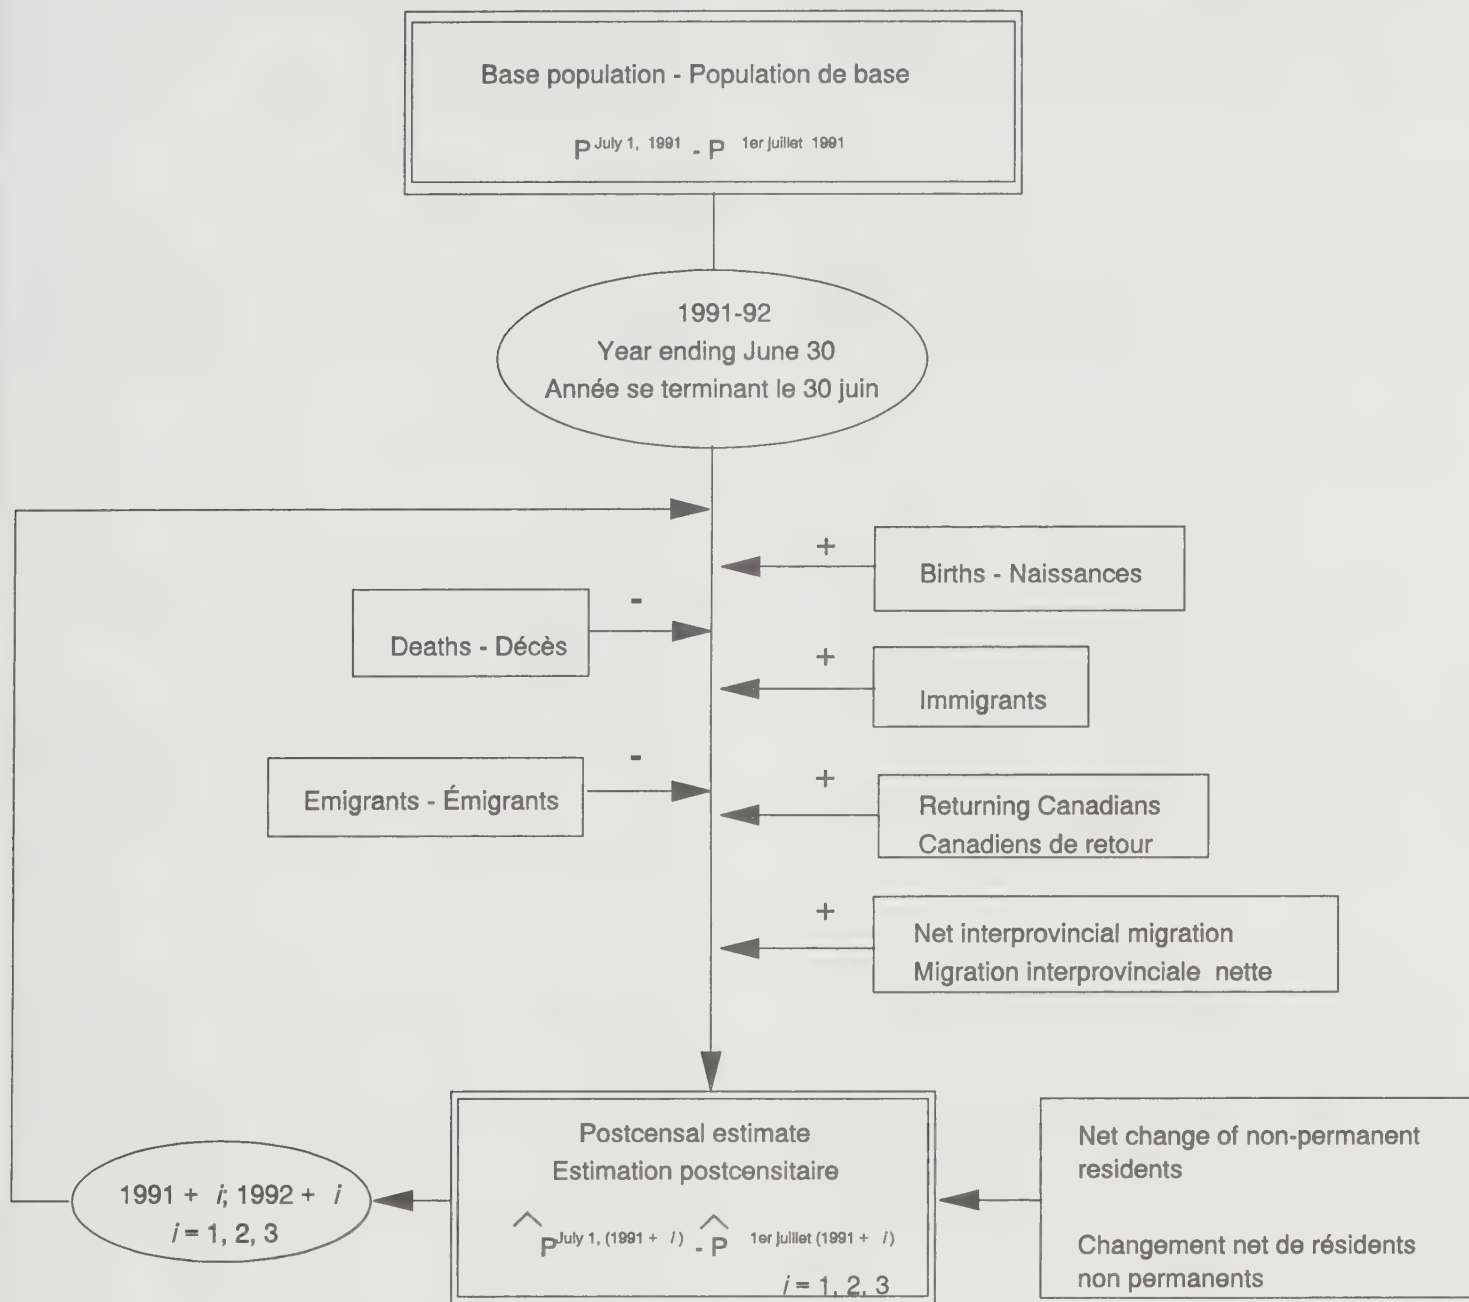 Base population - Population de base
P July 1, 1991 - P 1er juillet 1991
1991-92
Year ending June 30
Année se terminant le 30 juin
+
Births - Naissances
-
Deaths - Décès
+
Immigrants
-
Emigrants - Émigrants
+
Returning Canadians
Canadiens de retour
+
Net interprovincial migration
Migration interprovinciale nette
Postcensal estimate
Estimation postcensitaire
P̂ July 1, (1991 + i) - P̂ 1er juillet (1991 + i)
i = 1, 2, 3
1991 + i; 1992 + i
i = 1, 2, 3
Net change of non-permanent
residents
Changement net de résidents
non permanents